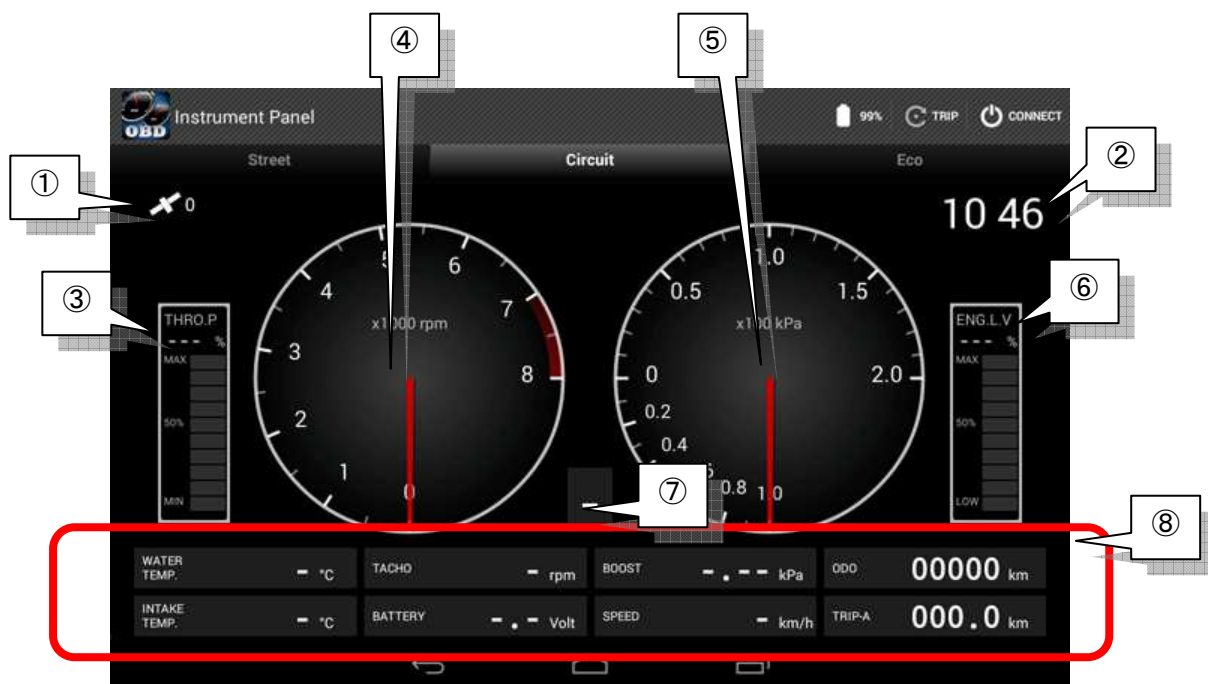 ④
⑤
OBD
Instrument Panel
99%
TRIP
CONNECT
Street
Circuit
Eco
①
②
0
10 46
③
⑥
THRO.P
--- %
MAX
50%
MIN
x1000 rpm
0
1
2
3
4
5
6
7
8
x100 kPa
1.0
0.5
1.5
0
2.0
0.2
0.4
0.8
1.0
ENG.L.V
--- %
MAX
50%
LOW
⑦
-
⑧
WATER
TEMP.
- °C
TACHO
- rpm
BOOST
-.-- kPa
ODO
00000 km
INTAKE
TEMP.
- °C
BATTERY
-.- Volt
SPEED
- km/h
TRIP-A
000.0 km